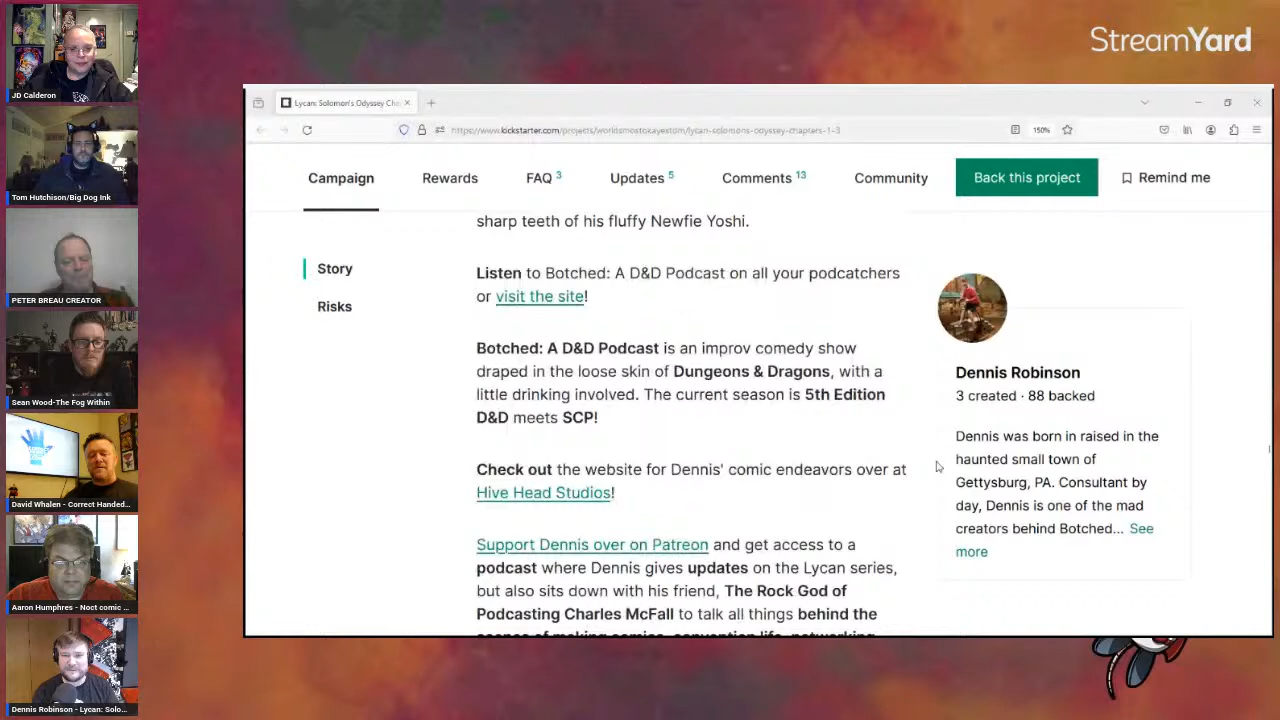 StreamYard
JD Calderon
Tom Hutchison/Big Dog Ink
PETER BREAU CREATOR
Sean Wood-The Fog Within
David Whalen - Correct Handed...
Aaron Humphres - Noct comic ...
Dennis Robinson - Lycan: Solo...
Lycan: Solomon's Odyssey Cha
https://www.kickstarter.com/projects/worldsmostokayestdm/lycan-solomons-odyssey-chapters-1-3
150%
Campaign
Rewards
FAQ 3
Updates 5
Comments 13
Community
Back this project
Remind me
Story
Risks
sharp teeth of his fluffy Newfie Yoshi.
Listen to Botched: A D&D Podcast on all your podcatchers
or visit the site!
Botched: A D&D Podcast is an improv comedy show
draped in the loose skin of Dungeons & Dragons, with a
little drinking involved. The current season is 5th Edition
D&D meets SCP!
Check out the website for Dennis' comic endeavors over at
Hive Head Studios!
Support Dennis over on Patreon and get access to a
podcast where Dennis gives updates on the Lycan series,
but also sits down with his friend, The Rock God of
Podcasting Charles McFall to talk all things behind the
scenes of making comics, convention life, networking
Dennis Robinson
3 created · 88 backed
Dennis was born in raised in the
haunted small town of
Gettysburg, PA. Consultant by
day, Dennis is one of the mad
creators behind Botched... See
more